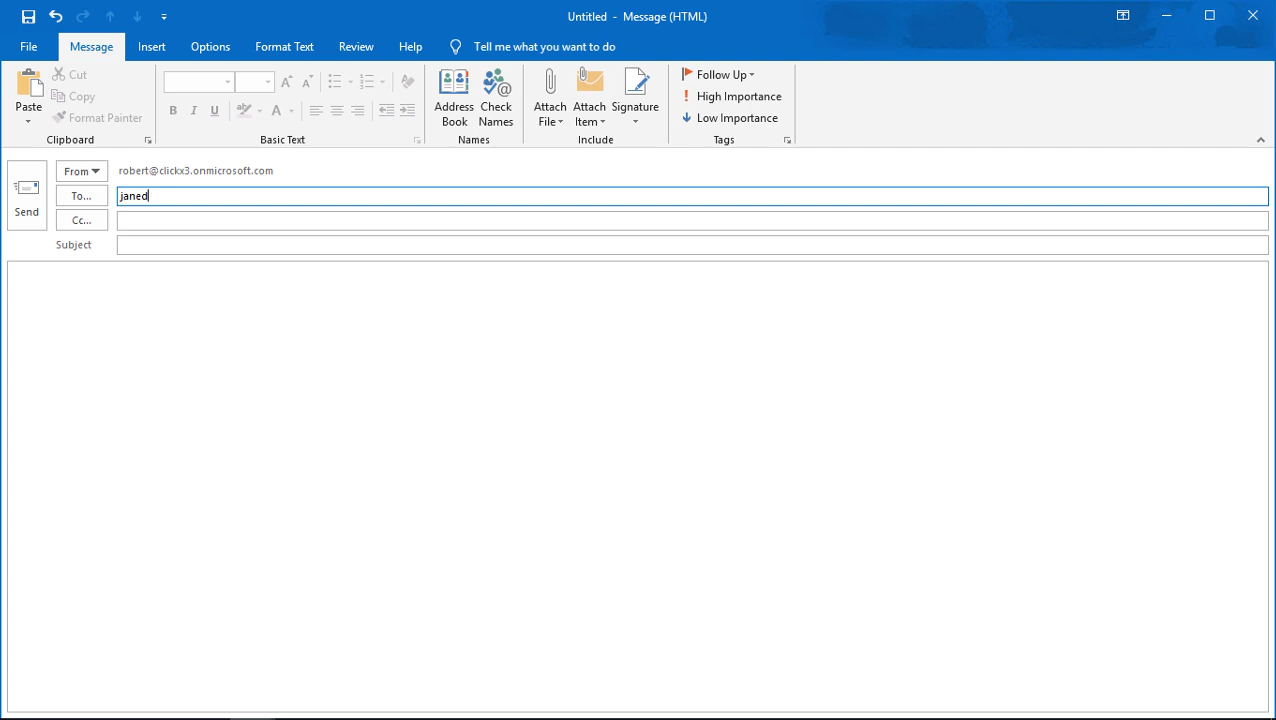 Untitled - Message (HTML)
File Message Insert Options Format Text Review Help Tell me what you want to do
Paste
Cut
Copy
Format Painter
Clipboard
B I U A
Basic Text
Address Book
Check Names
Names
Attach File
Attach Item
Signature
Include
Follow Up
High Importance
Low Importance
Tags
Send
From robert@clickx3.onmicrosoft.com
To... janed
Cc...
Subject